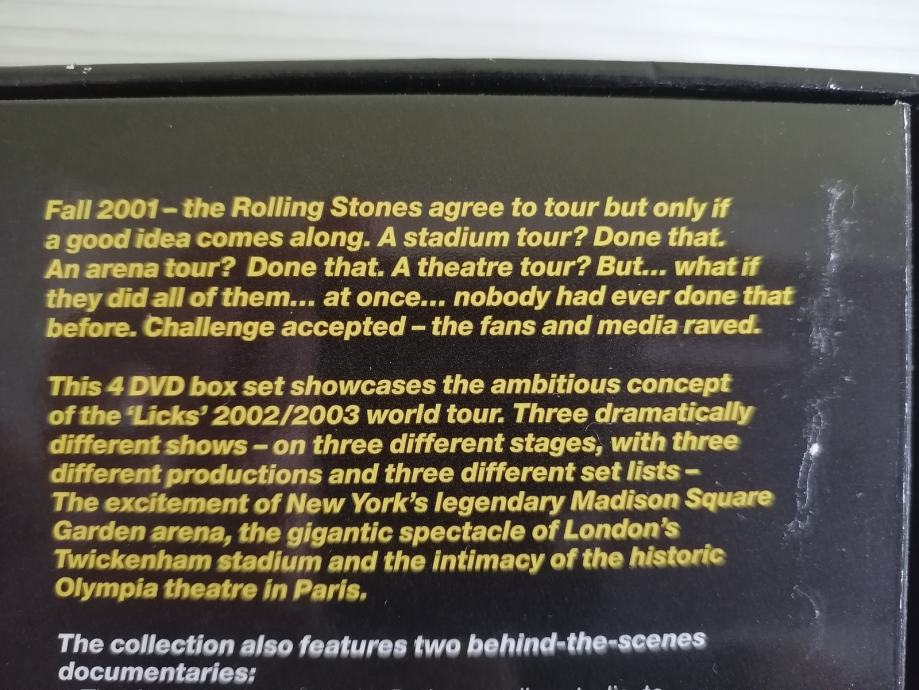 Fall 2001 – the Rolling Stones agree to tour but only if
a good idea comes along. A stadium tour? Done that.
An arena tour? Done that. A theatre tour? But... what if
they did all of them... at once... nobody had ever done that
before. Challenge accepted – the fans and media raved.
This 4 DVD box set showcases the ambitious concept
of the ‘Licks’ 2002/2003 world tour. Three dramatically
different shows – on three different stages, with three
different productions and three different set lists –
The excitement of New York’s legendary Madison Square
Garden arena, the gigantic spectacle of London’s
Twickenham stadium and the intimacy of the historic
Olympia theatre in Paris.
The collection also features two behind-the-scenes
documentaries: